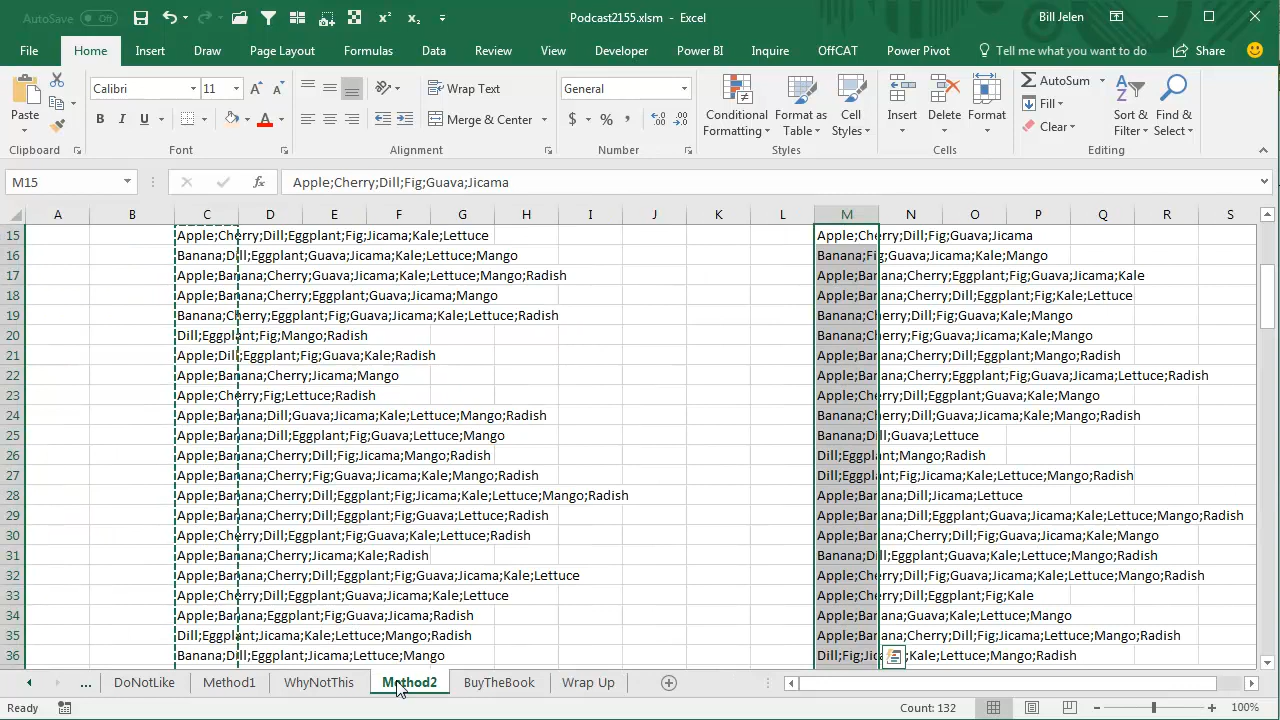 AutoSave Off
Podcast2155.xlsm - Excel
Bill Jelen
File Home Insert Draw Page Layout Formulas Data Review View Developer Power BI Inquire OffCAT Power Pivot Tell me what you want to do Share
Paste
Calibri 11
B I U
Wrap Text
Merge & Center
General
$ % ,
Conditional Formatting
Format as Table
Cell Styles
Insert Delete Format
AutoSum
Fill
Clear
Sort & Filter
Find & Select
Clipboard Font Alignment Number Styles Cells Editing
M15 fx Apple;Cherry;Dill;Fig;Guava;Jicama
A B C D E F G H I J K L M N O P Q R S
15 Apple;Cherry;Dill;Eggplant;Fig;Jicama;Kale;Lettuce Apple;Cherry;Dill;Fig;Guava;Jicama
16 Banana;Dill;Eggplant;Guava;Jicama;Kale;Lettuce;Mango Banana;Fig;Guava;Jicama;Kale;Mango
17 Apple;Banana;Cherry;Guava;Jicama;Kale;Lettuce;Mango;Radish Apple;Banana;Cherry;Eggplant;Fig;Guava;Jicama;Kale
18 Apple;Banana;Cherry;Eggplant;Guava;Jicama;Mango Apple;Banana;Cherry;Dill;Eggplant;Fig;Kale;Lettuce
19 Banana;Cherry;Eggplant;Fig;Guava;Jicama;Kale;Lettuce;Radish Banana;Cherry;Dill;Fig;Guava;Kale;Mango
20 Dill;Eggplant;Fig;Mango;Radish Banana;Cherry;Fig;Guava;Jicama;Kale;Mango
21 Apple;Dill;Eggplant;Fig;Guava;Kale;Radish Apple;Banana;Cherry;Dill;Eggplant;Mango;Radish
22 Apple;Banana;Cherry;Jicama;Mango Apple;Banana;Cherry;Eggplant;Fig;Guava;Jicama;Lettuce;Radish
23 Apple;Cherry;Fig;Lettuce;Radish Apple;Cherry;Dill;Eggplant;Guava;Kale;Mango
24 Apple;Banana;Dill;Guava;Jicama;Kale;Lettuce;Mango;Radish Banana;Cherry;Dill;Guava;Jicama;Kale;Mango;Radish
25 Apple;Banana;Dill;Eggplant;Fig;Guava;Lettuce;Mango Banana;Dill;Guava;Lettuce
26 Apple;Banana;Cherry;Dill;Fig;Jicama;Mango;Radish Dill;Eggplant;Mango;Radish
27 Apple;Banana;Cherry;Fig;Guava;Jicama;Kale;Mango;Radish Dill;Eggplant;Fig;Jicama;Kale;Lettuce;Mango;Radish
28 Apple;Banana;Cherry;Dill;Eggplant;Fig;Jicama;Kale;Lettuce;Mango;Radish Apple;Banana;Dill;Jicama;Lettuce
29 Apple;Banana;Cherry;Dill;Eggplant;Fig;Guava;Lettuce;Radish Apple;Banana;Dill;Eggplant;Guava;Jicama;Kale;Lettuce;Mango;Radish
30 Apple;Cherry;Dill;Eggplant;Fig;Guava;Kale;Lettuce;Radish Apple;Banana;Cherry;Dill;Fig;Guava;Jicama;Kale;Mango
31 Apple;Banana;Cherry;Jicama;Kale;Radish Banana;Dill;Eggplant;Guava;Kale;Lettuce;Mango;Radish
32 Apple;Banana;Cherry;Dill;Eggplant;Fig;Guava;Jicama;Kale;Lettuce Apple;Cherry;Dill;Fig;Guava;Jicama;Kale;Lettuce;Mango;Radish
33 Apple;Cherry;Dill;Eggplant;Guava;Jicama;Kale;Lettuce Apple;Cherry;Dill;Eggplant;Fig;Kale
34 Apple;Banana;Eggplant;Fig;Guava;Jicama;Radish Apple;Banana;Guava;Kale;Lettuce;Mango
35 Dill;Eggplant;Jicama;Kale;Lettuce;Mango;Radish Apple;Banana;Cherry;Dill;Fig;Jicama;Lettuce;Mango;Radish
36 Banana;Dill;Eggplant;Jicama;Lettuce;Mango
... DoNotLike Method1 WhyNotThis Method2 BuyTheBook Wrap Up
Ready Count: 132 100%